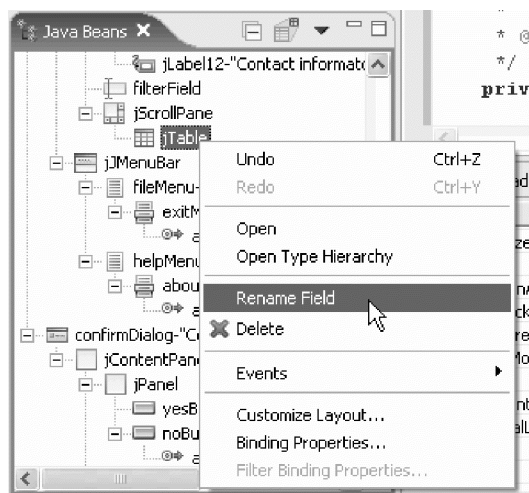 Java Beans
*
* @
*/
priv
jLabel12-"Contact informat
filterField
jScrollPane
jTable
jJMenuBar
fileMenu-
exitM
a
helpMenu
abou
a
confirmDialog-"C
jContentPan
jPanel
yesB
noBu
a
Undo Ctrl+Z
Redo Ctrl+Y
Open
Open Type Hierarchy
Rename Field
Delete
Events
Customize Layout...
Binding Properties...
Filter Binding Properties...